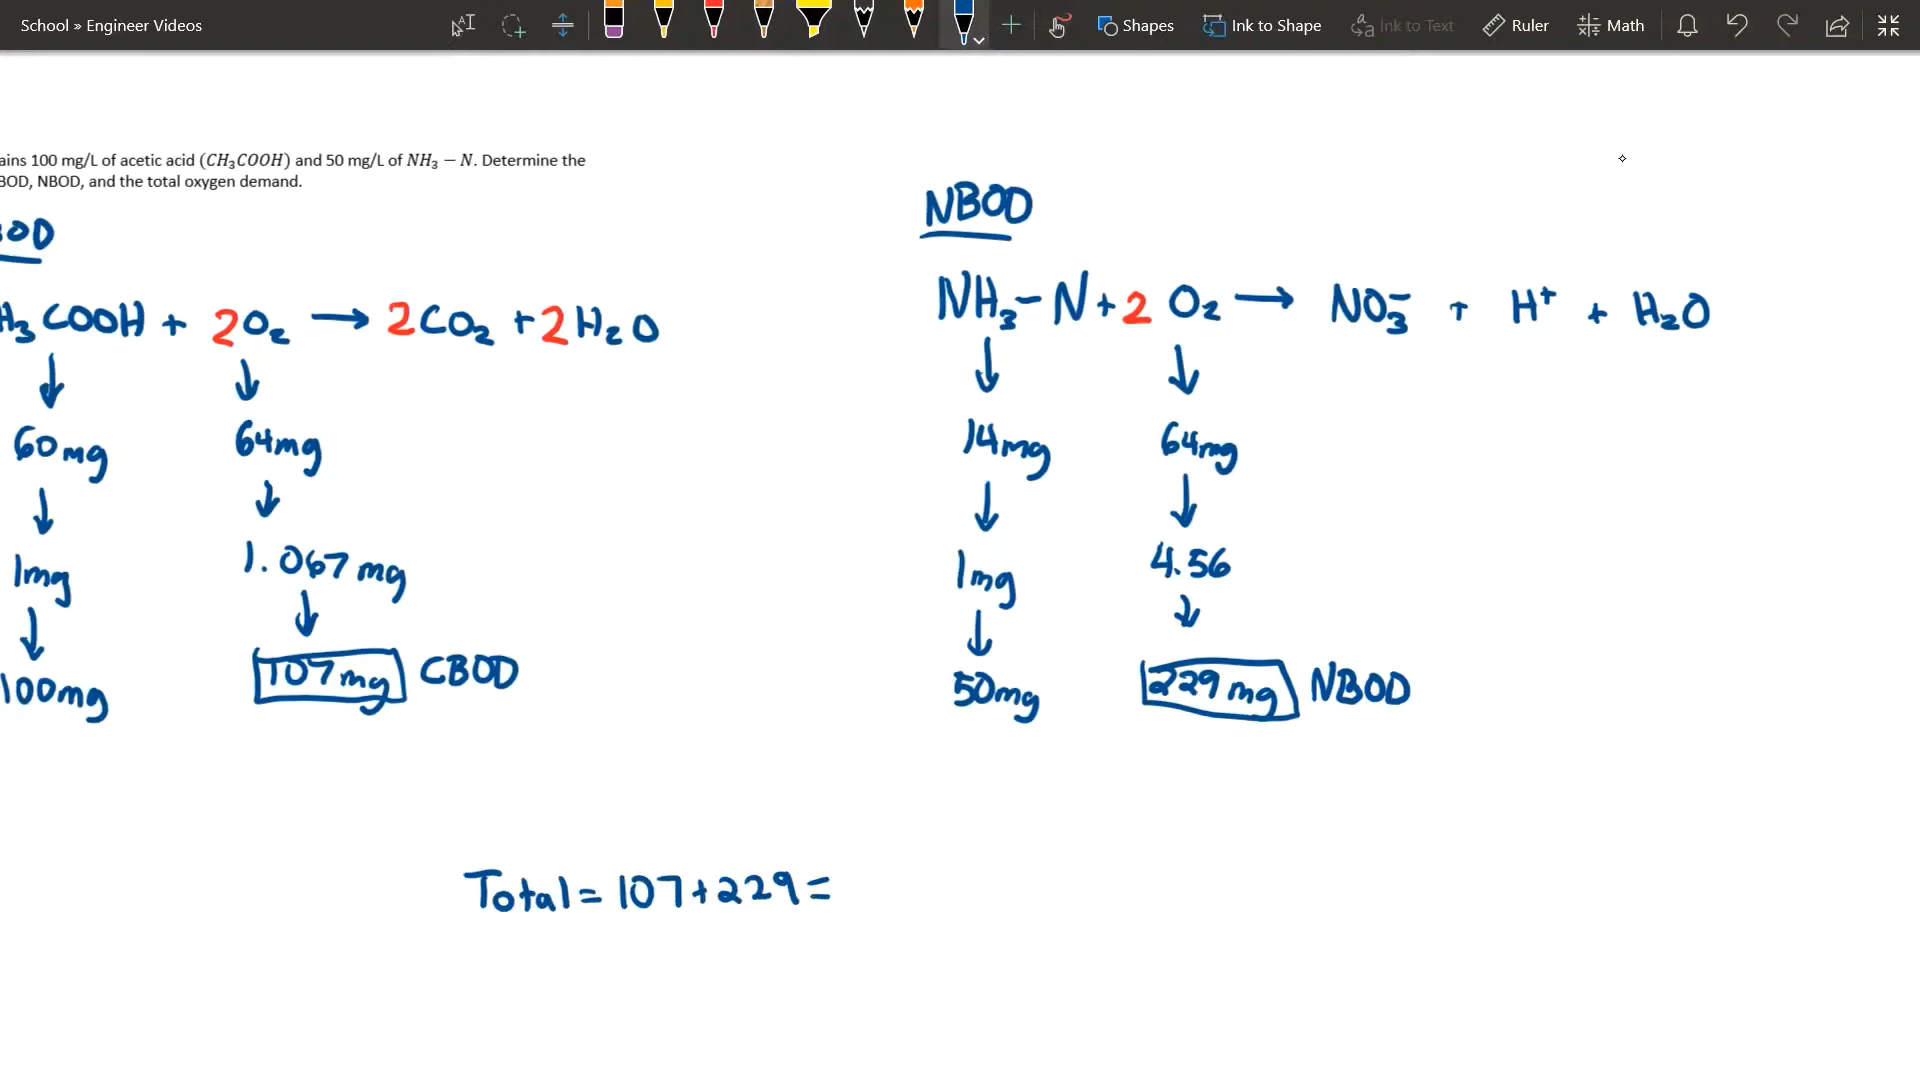 School » Engineer Videos
Shapes Ink to Shape Ink to Text Ruler Math
ains 100 mg/L of acetic acid (CH₃COOH) and 50 mg/L of NH₃ − N. Determine the
BOD, NBOD, and the total oxygen demand.
BOD
H₃COOH + 2O₂ → 2CO₂ + 2H₂O
60mg 64mg
1mg 1.067 mg
100mg 107 mg CBOD
NBOD
NH₃-N + 2 O₂ → NO₃⁻ + H⁺ + H₂O
14mg 64mg
1mg 4.56
50mg 229 mg NBOD
Total = 107 + 229 =